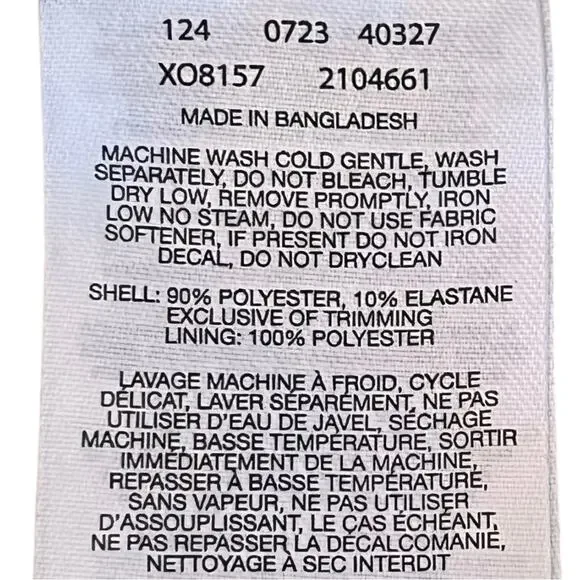 124 0723 40327
XO8157 2104661
MADE IN BANGLADESH
MACHINE WASH COLD GENTLE, WASH
SEPARATELY, DO NOT BLEACH, TUMBLE
DRY LOW, REMOVE PROMPTLY, IRON
LOW NO STEAM, DO NOT USE FABRIC
SOFTENER, IF PRESENT DO NOT IRON
DECAL, DO NOT DRYCLEAN
SHELL: 90% POLYESTER, 10% ELASTANE
EXCLUSIVE OF TRIMMING
LINING: 100% POLYESTER
LAVAGE MACHINE À FROID, CYCLE
DÉLICAT, LAVER SÉPARÉMENT, NE PAS
UTILISER D'EAU DE JAVEL, SÉCHAGE
MACHINE, BASSE TEMPÉRATURE, SORTIR
IMMÉDIATEMENT DE LA MACHINE,
REPASSER À BASSE TEMPÉRATURE,
SANS VAPEUR, NE PAS UTILISER
D'ASSOUPLISSANT, LE CAS ÉCHÉANT,
NE PAS REPASSER LA DÉCALCOMANIE,
NETTOYAGE À SEC INTERDIT